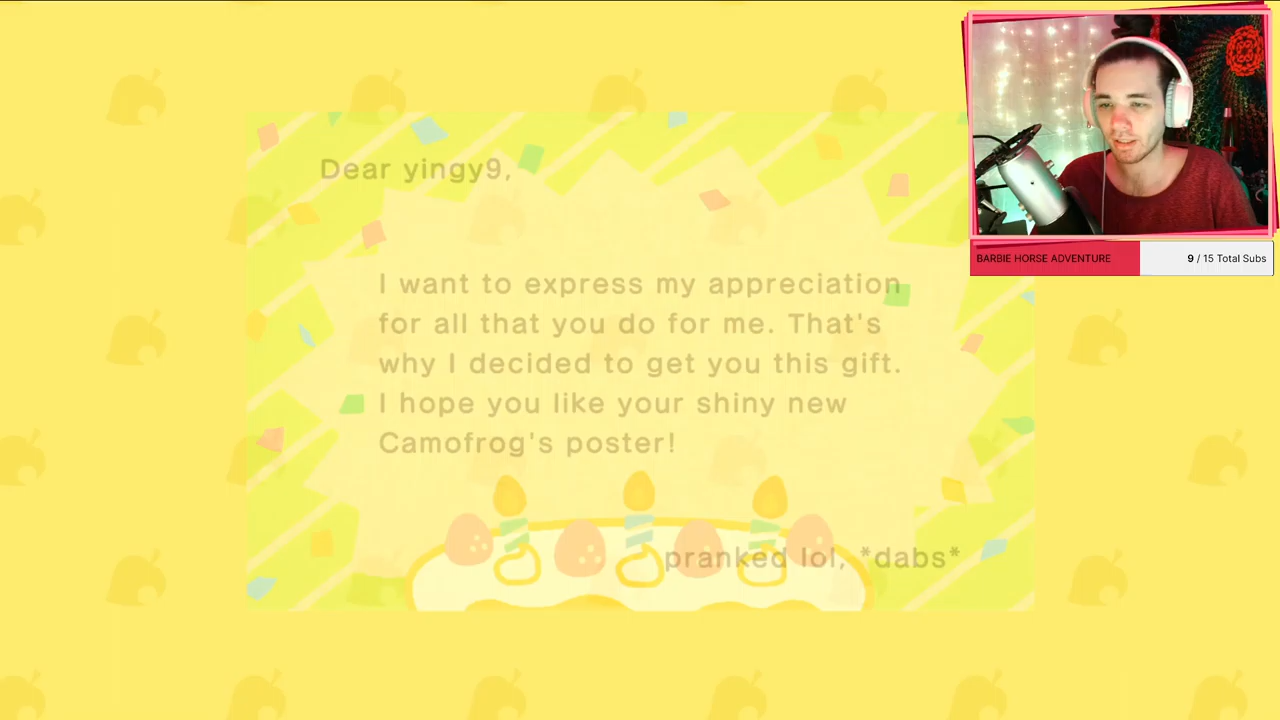 Dear yingy9,
I want to express my appreciation
for all that you do for me. That's
why I decided to get you this gift.
I hope you like your shiny new
Camofrog's poster!
pranked lol, *dabs*
BARBIE HORSE ADVENTURE
9 / 15 Total Subs